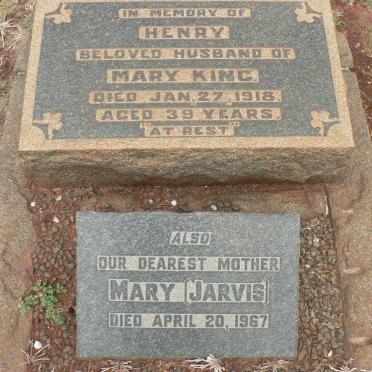 IN MEMORY OF
HENRY
BELOVED HUSBAND OF
MARY KING,
DIED JAN, 27, 1918,
AGED 39 YEARS.
"AT REST"
ALSO
OUR DEAREST MOTHER
MARY (JARVIS)
DIED APRIL 20, 1967